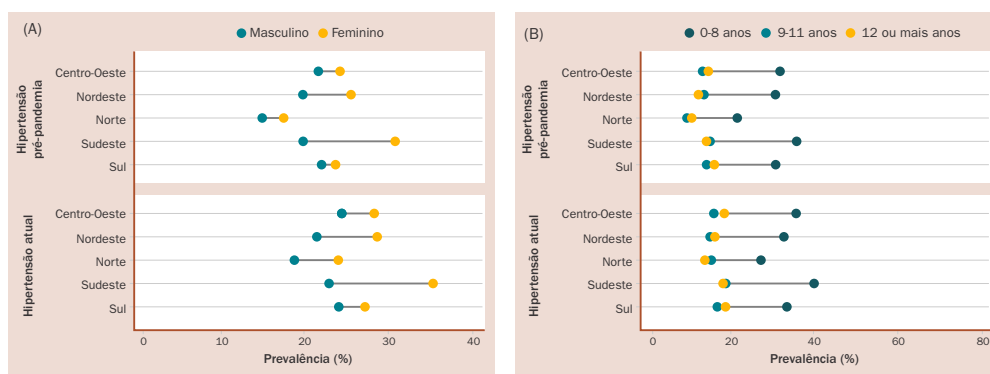 (A)
Masculino Feminino
Hipertensão
pré-pandemia
Centro-Oeste
Nordeste
Norte
Sudeste
Sul
Hipertensão atual
Centro-Oeste
Nordeste
Norte
Sudeste
Sul
0 10 20 30 40
Prevalência (%)
(B)
0-8 anos 9-11 anos 12 ou mais anos
Hipertensão
pré-pandemia
Centro-Oeste
Nordeste
Norte
Sudeste
Sul
Hipertensão atual
Centro-Oeste
Nordeste
Norte
Sudeste
Sul
0 20 40 60 80
Prevalência (%)